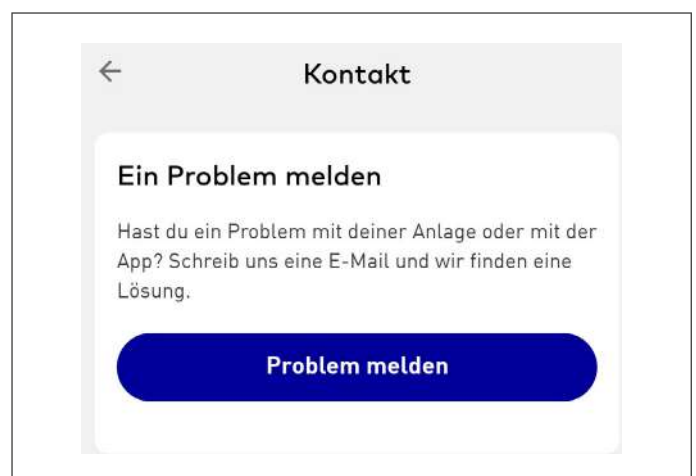 Kontakt
Ein Problem melden
Hast du ein Problem mit deiner Anlage oder mit der
App? Schreib uns eine E-Mail und wir finden eine
Lösung.
Problem melden